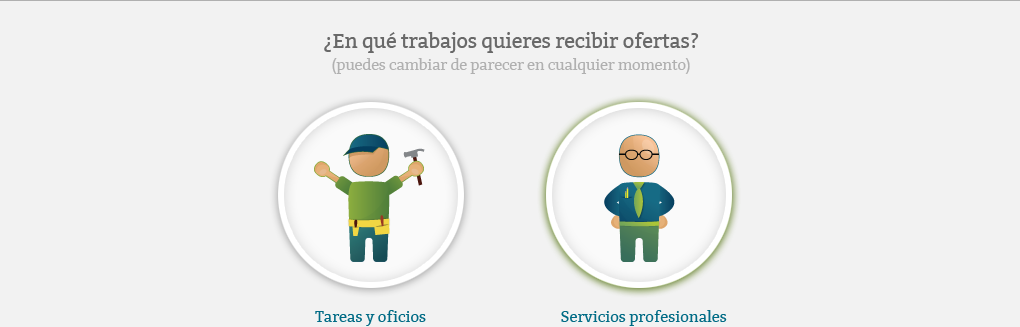 ¿En qué trabajos quieres recibir ofertas?
(puedes cambiar de parecer en cualquier momento)
Tareas y oficios
Servicios profesionales